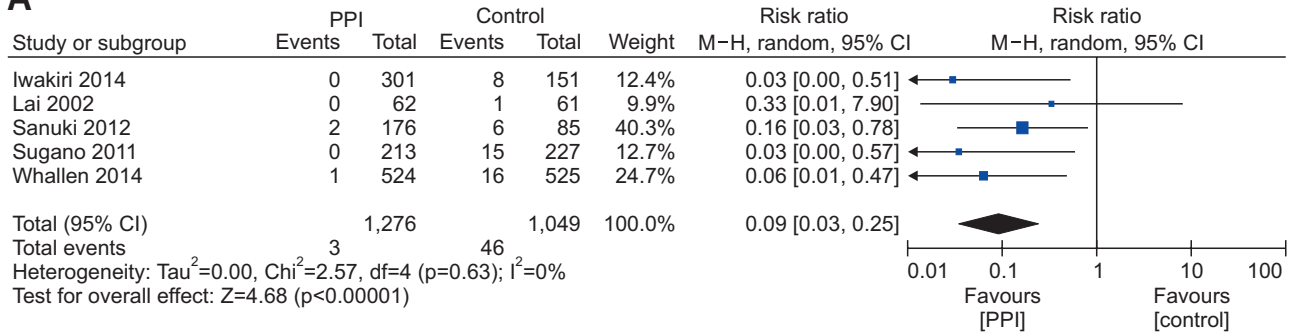 A
PPI Control Risk ratio Risk ratio
Study or subgroup Events Total Events Total Weight M−H, random, 95% CI M−H, random, 95% CI
Iwakiri 2014 0 301 8 151 12.4% 0.03 [0.00, 0.51]
Lai 2002 0 62 1 61 9.9% 0.33 [0.01, 7.90]
Sanuki 2012 2 176 6 85 40.3% 0.16 [0.03, 0.78]
Sugano 2011 0 213 15 227 12.7% 0.03 [0.00, 0.57]
Whallen 2014 1 524 16 525 24.7% 0.06 [0.01, 0.47]
Total (95% CI) 1,276 1,049 100.0% 0.09 [0.03, 0.25]
Total events 3 46
Heterogeneity: Tau²=0.00, Chi²=2.57, df=4 (p=0.63); I²=0%
Test for overall effect: Z=4.68 (p<0.00001)
0.01 0.1 1 10 100
Favours Favours
[PPI] [control]